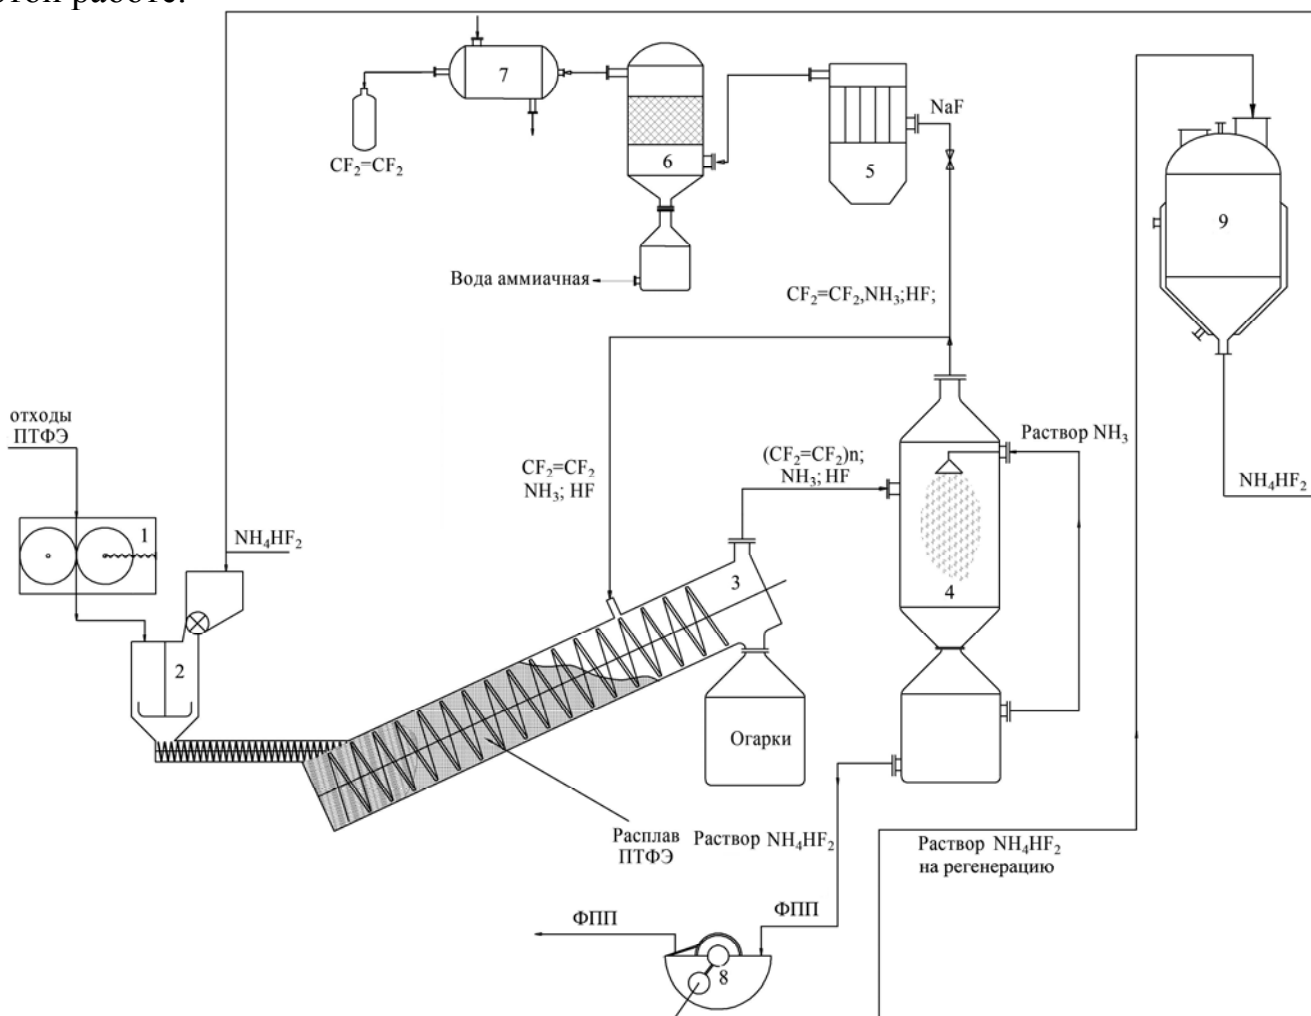 этой работе.
7
6
5
NaF
9
CF₂=CF₂
Вода аммиачная
CF₂=CF₂,NH₃;HF;
отходы
ПТФЭ
1
NH₄HF₂
2
CF₂=CF₂
NH₃; HF
3
(CF₂=CF₂)n;
NH₃; HF
Раствор NH₃
4
NH₄HF₂
Огарки
Расплав
ПТФЭ
Раствор NH₄HF₂
Раствор NH₄HF₂
на регенерацию
ФПП
ФПП
8